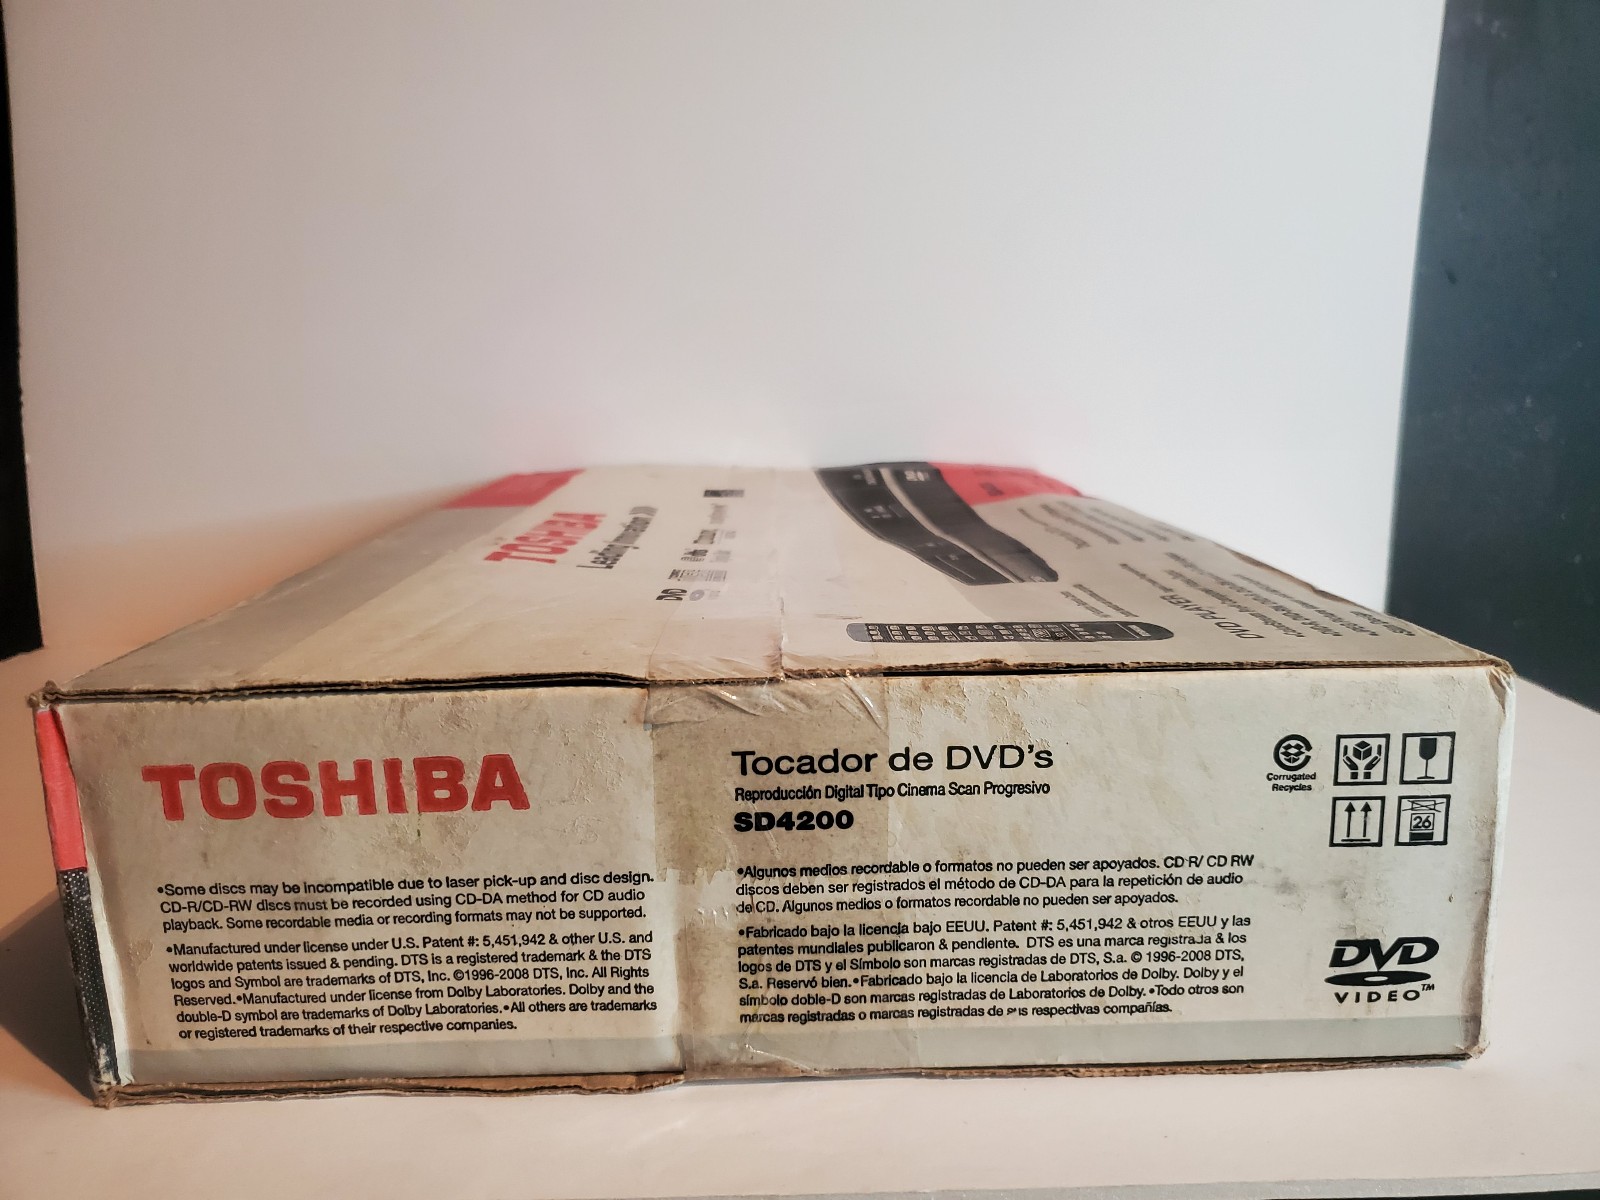 TOSHIBA
Leading Innovation
DVD
DVD PLAYER
TOSHIBA
•Some discs may be incompatible due to laser pick-up and disc design.
CD-R/CD-RW discs must be recorded using CD-DA method for CD audio
playback. Some recordable media or recording formats may not be supported.
•Manufactured under license under U.S. Patent #: 5,451,942 & other U.S. and
worldwide patents issued & pending. DTS is a registered trademark & the DTS
logos and Symbol are trademarks of DTS, Inc. ©1996-2008 DTS, Inc. All Rights
Reserved.•Manufactured under license from Dolby Laboratories. Dolby and the
double-D symbol are trademarks of Dolby Laboratories.•All others are trademarks
or registered trademarks of their respective companies.
Tocador de DVD's
Reproducción Digital Tipo Cinema Scan Progresivo
SD4200
•Algunos medios recordable o formatos no pueden ser apoyados. CD-R/ CD RW
discos deben ser registrados el método de CD-DA para la repetición de audio
de CD. Algunos medios o formatos recordable no pueden ser apoyados.
•Fabricado bajo la licencia bajo EEUU. Patent #: 5,451,942 & otros EEUU y las
patentes mundiales publicaron & pendiente. DTS es una marca registrada & los
logos de DTS y el Símbolo son marcas registradas de DTS, S.a. © 1996-2008 DTS,
S.a. Reservó bien.•Fabricado bajo la licencia de Laboratorios de Dolby. Dolby y el
símbolo doble-D son marcas registradas de Laboratorios de Dolby. •Todo otros son
marcas registradas o marcas registradas de respectivas compañías.
Corrugated
Recycles
26
DVD
VIDEO™